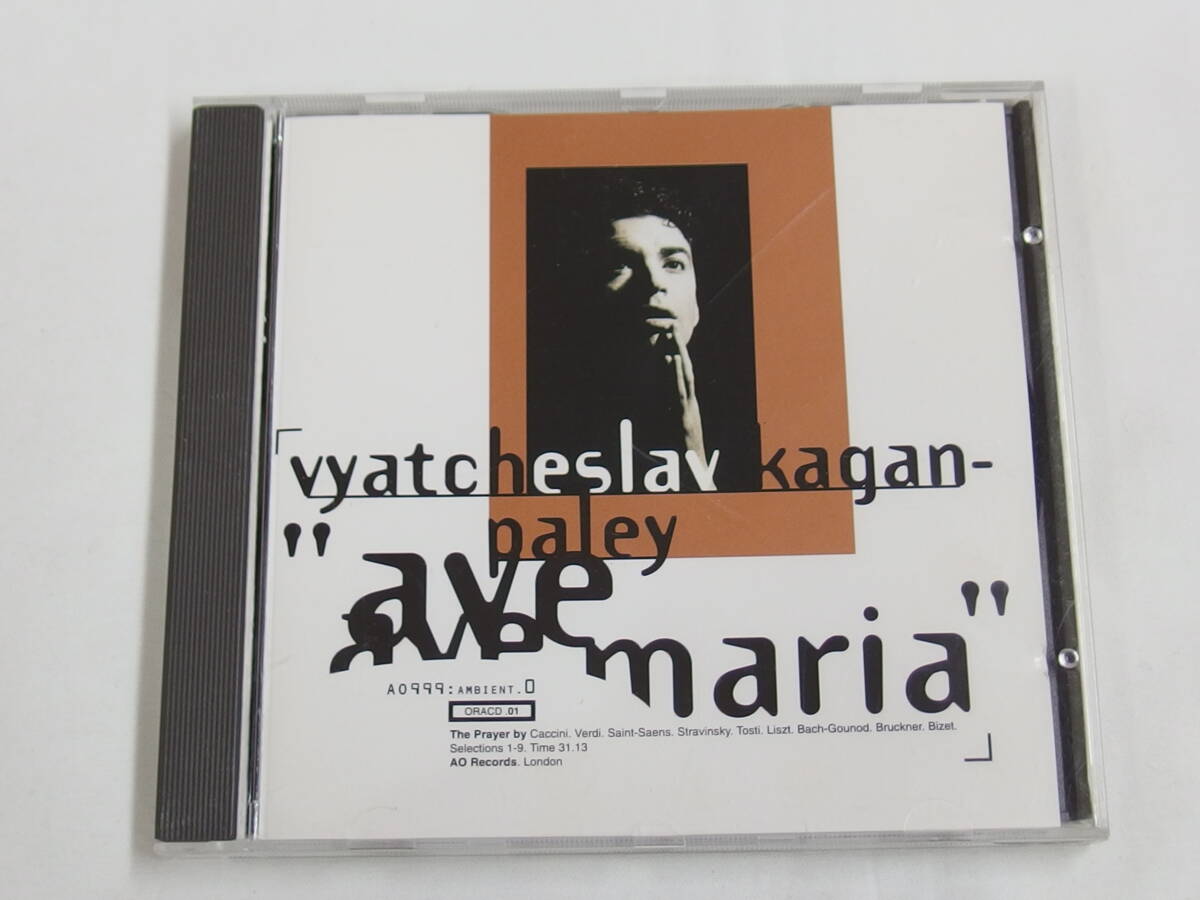 vyatcheslav kagan-
paley
"ave
ave maria"
AO999:AMBIENT.0
ORACD .01
The Prayer by Caccini. Verdi. Saint-Saens. Stravinsky. Tosti. Liszt. Bach-Gounod. Bruckner. Bizet.
Selections 1-9. Time 31.13
AO Records. London